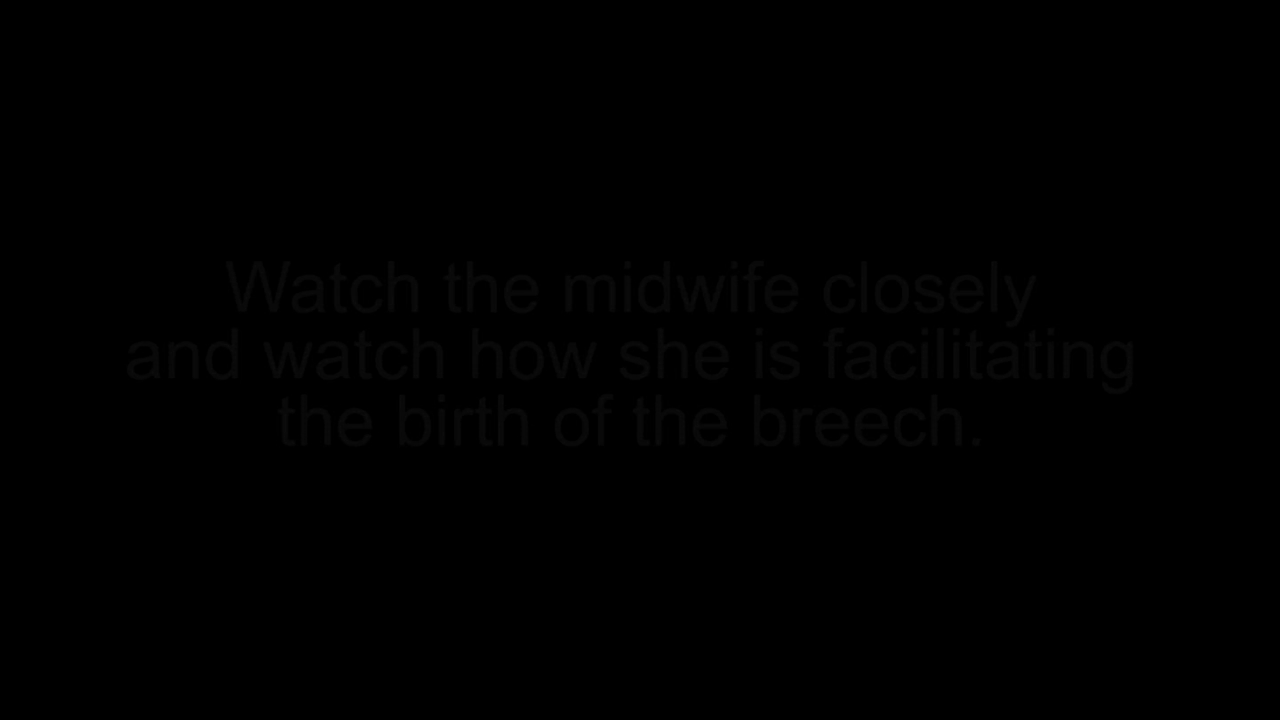 Watch the midwife closely
and watch how she is facilitating
the birth of the breech.